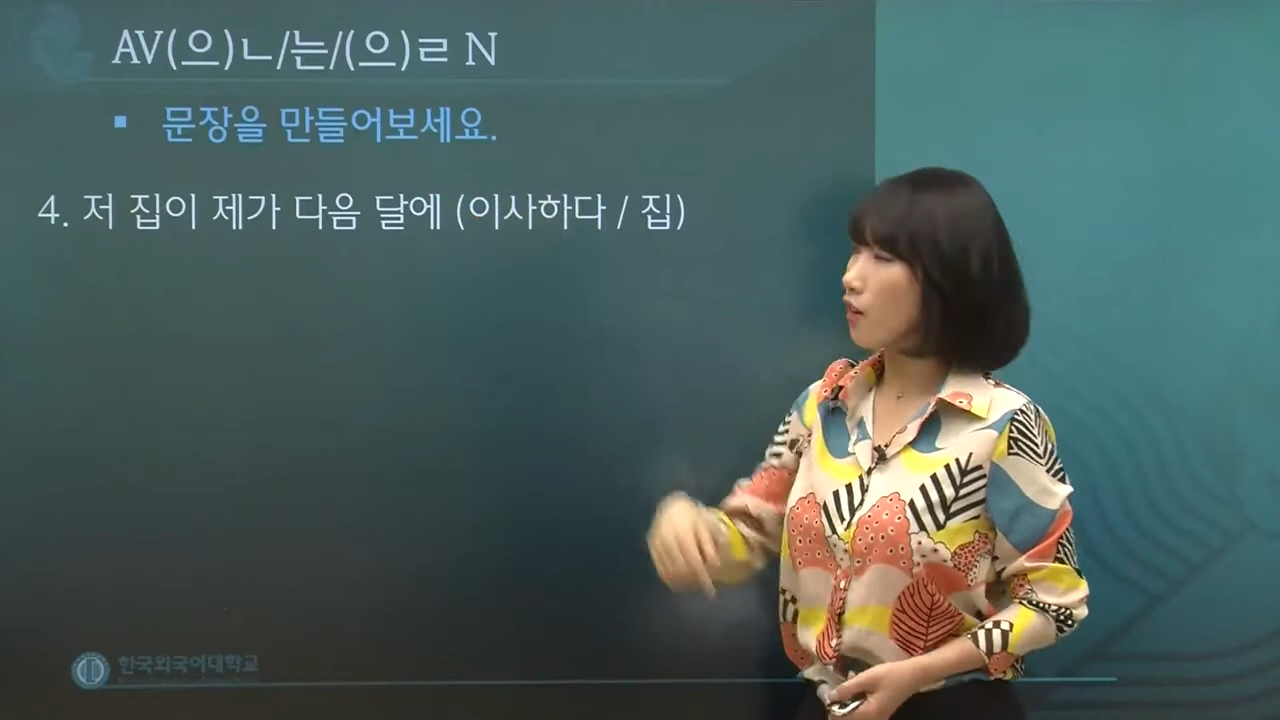 AV(으)ㄴ/는/(으)ㄹ N
▪ 문장을 만들어보세요.
4. 저 집이 제가 다음 달에 (이사하다 / 집)
한국외국어대학교